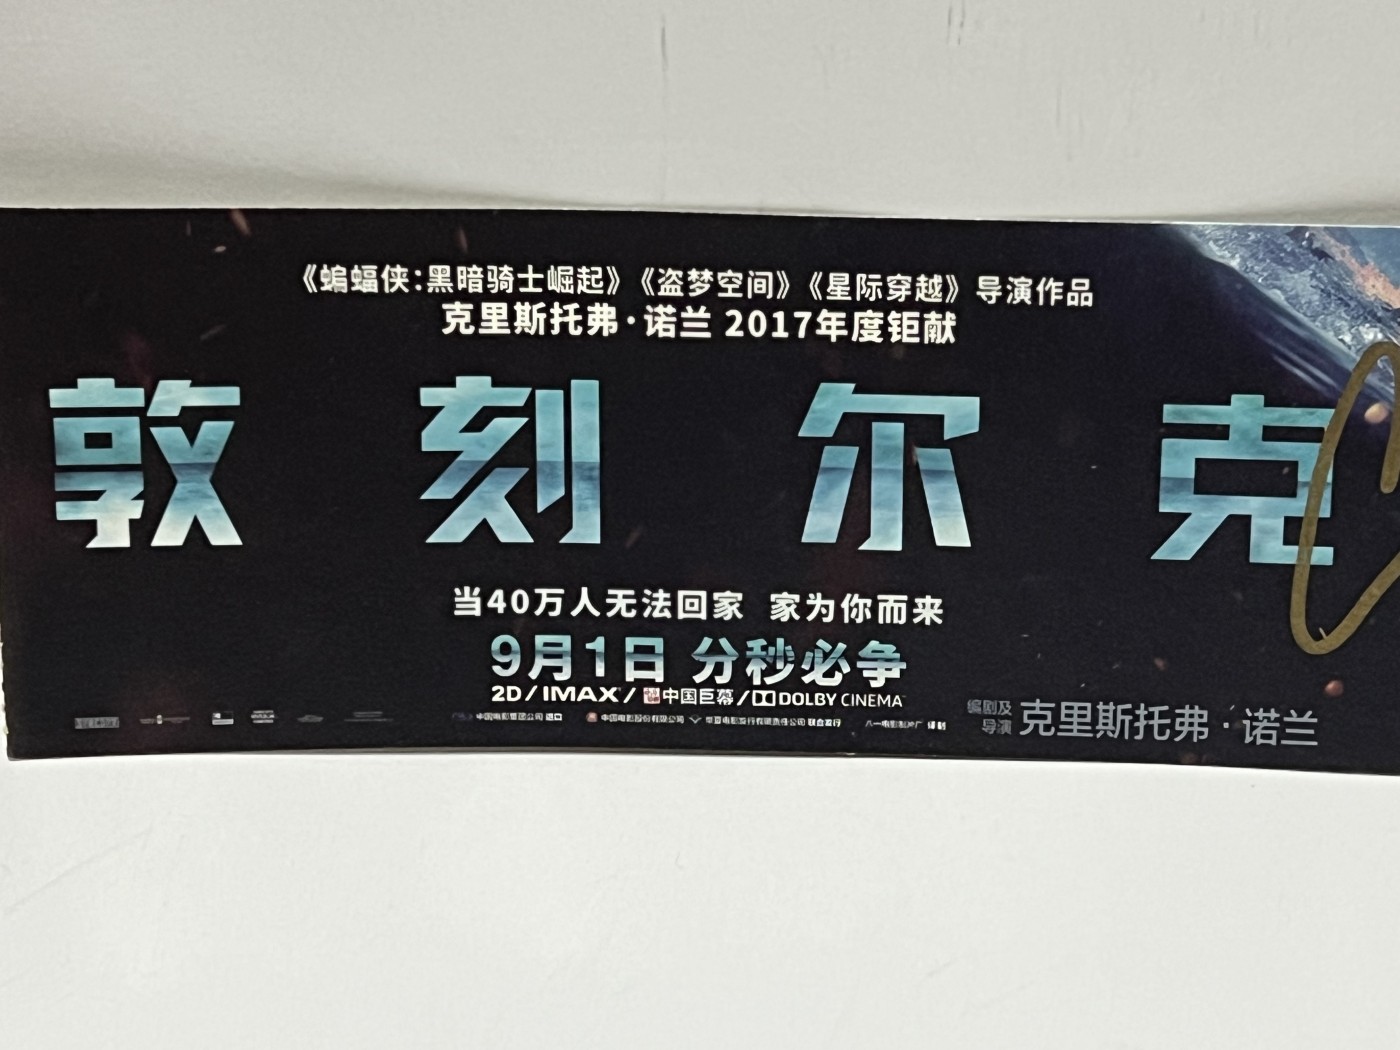 《蝙蝠侠：黑暗骑士崛起》《盗梦空间》《星际穿越》导演作品
克里斯托弗·诺兰 2017年度钜献
敦刻尔克
当40万人无法回家 家为你而来
9月1日 分秒必争
2D/IMAX/中国巨幕/DOLBY CINEMA
编剧及
导演 克里斯托弗·诺兰